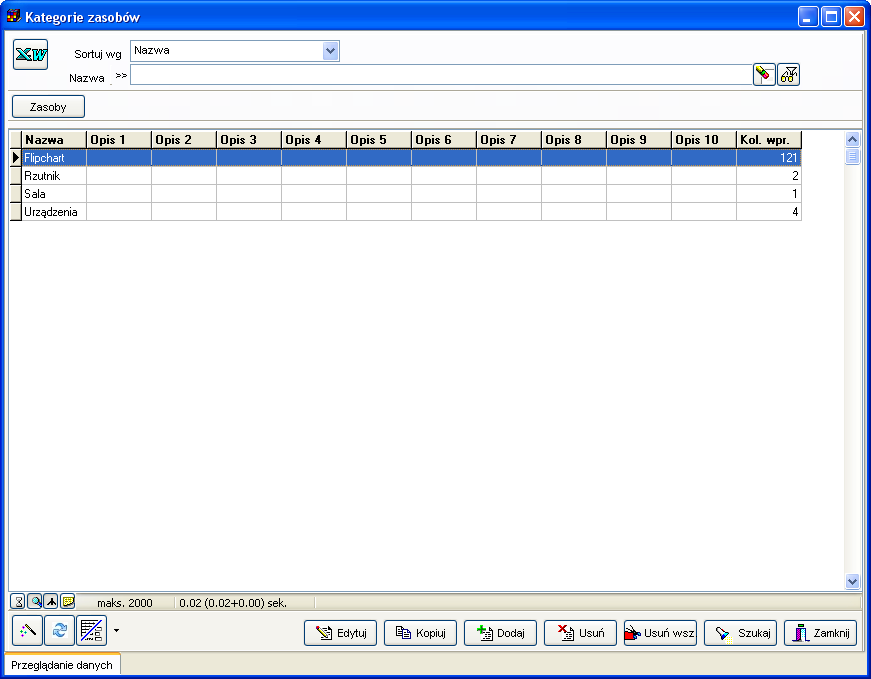 Kategorie zasobów
XW
Sortuj wg Nazwa
Nazwa >>
Zasoby
Nazwa Opis 1 Opis 2 Opis 3 Opis 4 Opis 5 Opis 6 Opis 7 Opis 8 Opis 9 Opis 10 Kol. wpr.
Flipchart 121
Rzutnik 2
Sala 1
Urządzenia 4
maks. 2000 0.02 (0.02+0.00) sek.
Edytuj Kopiuj Dodaj Usuń Usuń wsz Szukaj Zamknij
Przeglądanie danych